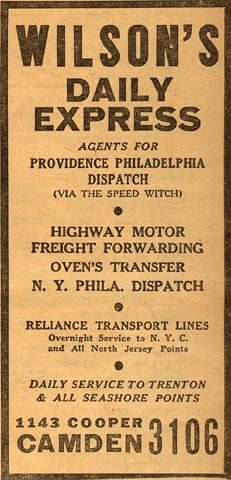 WILSON'S
DAILY
EXPRESS
AGENTS FOR
PROVIDENCE PHILADELPHIA
DISPATCH
(VIA THE SPEED WITCH)
HIGHWAY MOTOR
FREIGHT FORWARDING
OVEN'S TRANSFER
N. Y. PHILA. DISPATCH
RELIANCE TRANSPORT LINES
Overnight Service to N. Y. C.
and All North Jersey Points
DAILY SERVICE TO TRENTON
& ALL SEASHORE POINTS
1143 COOPER
CAMDEN 3106